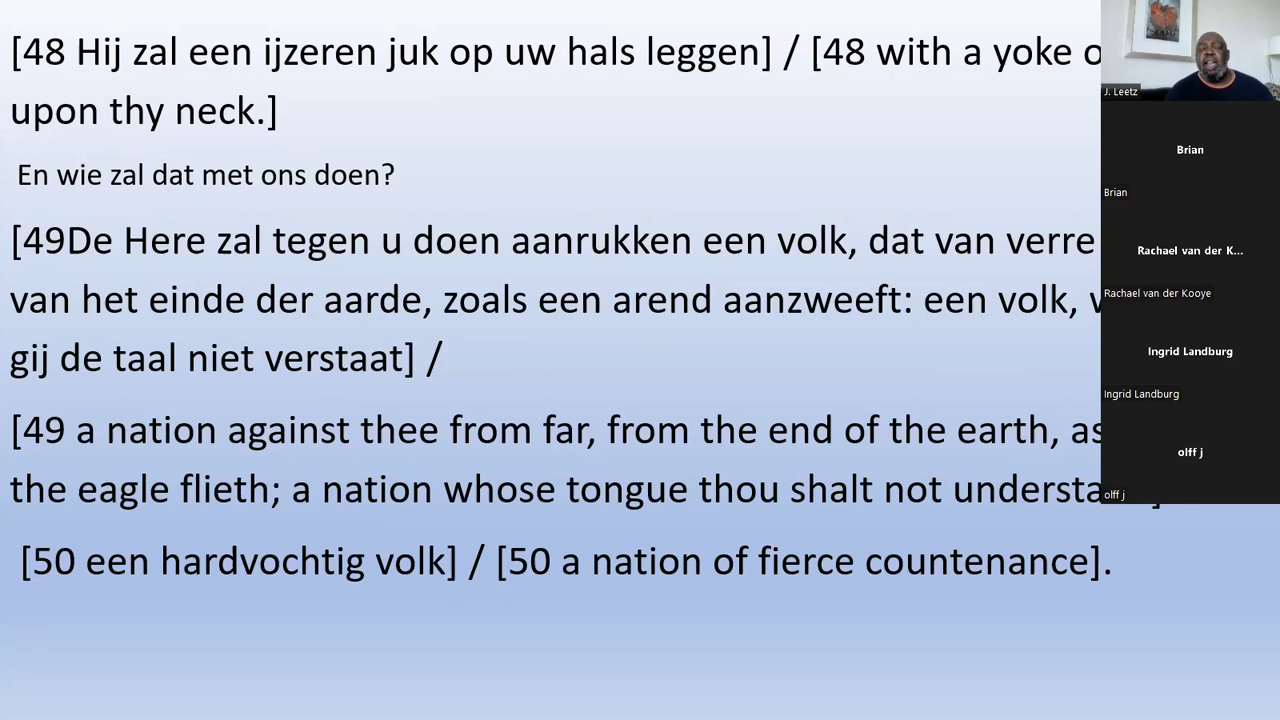 [48 Hij zal een ijzeren juk op uw hals leggen] / [48 with a yoke
upon thy neck.]
En wie zal dat met ons doen?
[49De Here zal tegen u doen aanrukken een volk, dat van verre
van het einde der aarde, zoals een arend aanzweeft: een volk,
gij de taal niet verstaat] /
[49 a nation against thee from far, from the end of the earth, as
the eagle flieth; a nation whose tongue thou shalt not
[50 een hardvochtig volk] / [50 a nation of fierce countenance].
J. Leetz
Brian
Brian
Rachael van der K...
Rachael van der Kooye
Ingrid Landburg
Ingrid Landburg
olff j
olff j